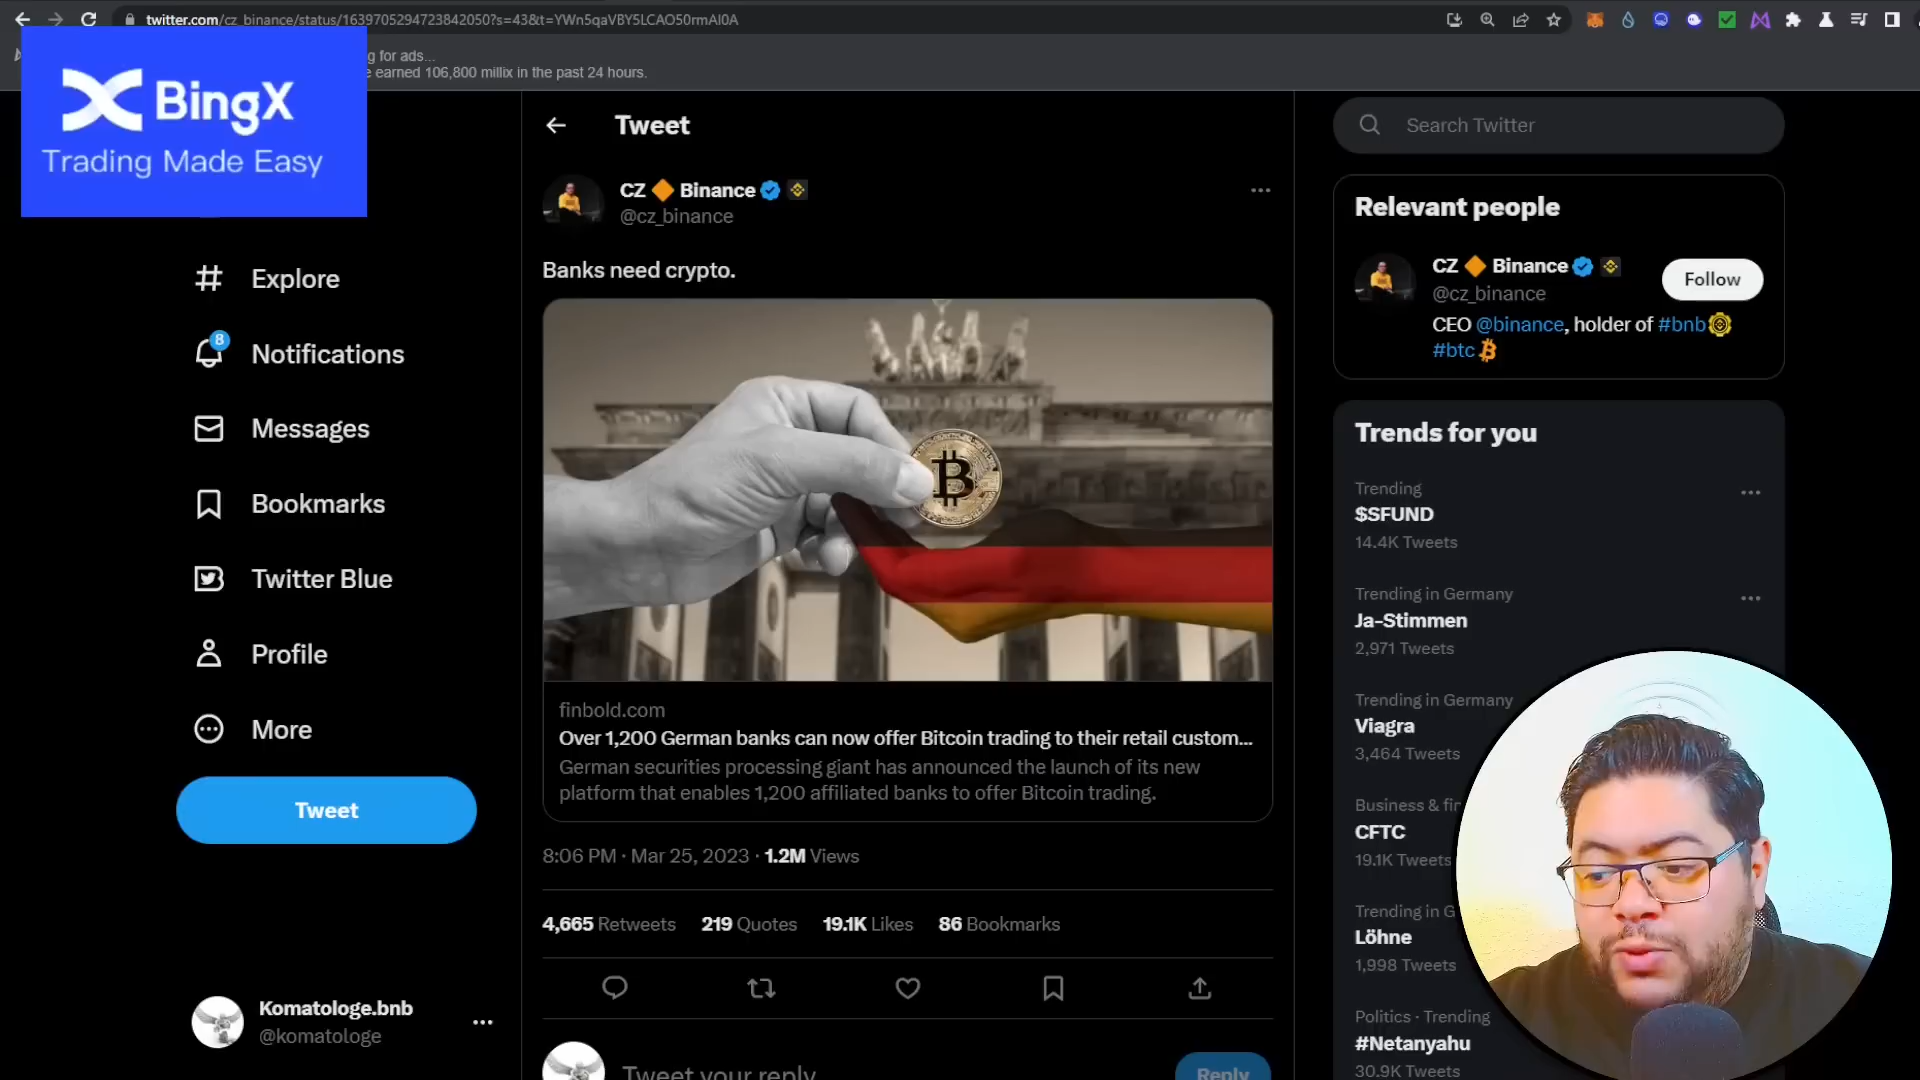 twitter.com/cz_binance/status/1639705294723842050?s=43&t=YWn5qaVBY5LCAO50rmAI0A
g for ads...
e earned 106,800 millix in the past 24 hours.
BingX
Trading Made Easy
Explore
8
Notifications
Messages
Bookmarks
Twitter Blue
Profile
More
Tweet
Komatologe.bnb
@komatologe
Tweet
CZ 🔶 Binance
@cz_binance
Banks need crypto.
finbold.com
Over 1,200 German banks can now offer Bitcoin trading to their retail custom...
German securities processing giant has announced the launch of its new
platform that enables 1,200 affiliated banks to offer Bitcoin trading.
8:06 PM · Mar 25, 2023 · 1.2M Views
4,665 Retweets 219 Quotes 19.1K Likes 86 Bookmarks
Tweet your reply
Reply
Search Twitter
Relevant people
CZ 🔶 Binance
@cz_binance
Follow
CEO @binance, holder of #bnb
#btc
Trends for you
Trending
$SFUND
14.4K Tweets
Trending in Germany
Ja-Stimmen
2,971 Tweets
Trending in Germany
Viagra
3,464 Tweets
Business & fi
CFTC
19.1K Tweets
Trending in G
Löhne
1,998 Tweets
Politics · Trending
#Netanyahu
30.9K Tweets